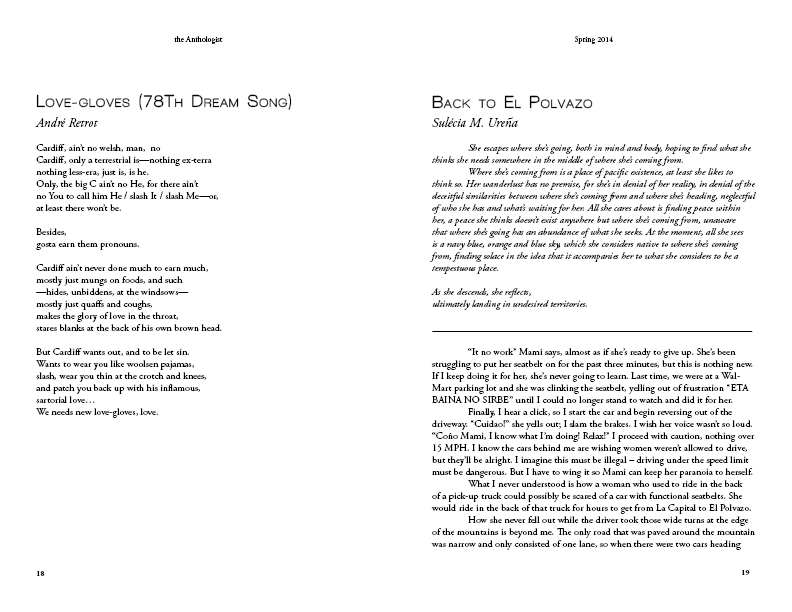 the Anthologist
Love-gloves (78Th Dream Song)
André Retrot
Cardiff, ain't no welsh, man,  no
Cardiff, only a terrestrial is—nothing ex-terra
nothing less-era, just is, is he.
Only, the big C ain't no He, for there ain't
no You to call him He / slash It / slash Me—or,
at least there won't be.
Besides,
gosta earn them pronouns.
Cardiff ain't never done much to earn much,
mostly just mungs on foods, and such
—hides, unbiddens, at the windsows—
mostly just quaffs and coughs,
makes the glory of love in the throat,
stares blanks at the back of his own brown head.
But Cardiff wants out, and to be let sin.
Wants to wear you like woolsen pajamas,
slash, wear you thin at the crotch and knees,
and patch you back up with his inflamous,
sartorial love…
We needs new love-gloves, love.
18
Spring 2014
Back to El Polvazo
Sulécia M. Ureña
She escapes where she's going, both in mind and body, hoping to find what she
thinks she needs somewhere in the middle of where she's coming from.
Where she's coming from is a place of pacific existence, at least she likes to
think so. Her wanderlust has no premise, for she's in denial of her reality, in denial of the
deceitful similarities between where she's coming from and where she's heading, neglectful
of who she has and what's waiting for her. All she cares about is finding peace within
her, a peace she thinks doesn't exist anywhere but where she's coming from, unaware
that where she's going has an abundance of what she seeks. At the moment, all she sees
is a navy blue, orange and blue sky, which she considers native to where she's coming
from, finding solace in the idea that it accompanies her to what she considers to be a
tempestuous place.
As she descends, she reflects,
ultimately landing in undesired territories.
"It no work" Mami says, almost as if she's ready to give up. She's been
struggling to put her seatbelt on for the past three minutes, but this is nothing new.
If I keep doing it for her, she's never going to learn. Last time, we were at a Wal-
Mart parking lot and she was clinking the seatbelt, yelling out of frustration "ETA
BAINA NO SIRBE" until I could no longer stand to watch and did it for her.
Finally, I hear a click, so I start the car and begin reversing out of the
driveway. "Cuidao!" she yells out; I slam the brakes. I wish her voice wasn't so loud.
"Coño Mami, I know what I'm doing! Relax!" I proceed with caution, nothing over
15 MPH. I know the cars behind me are wishing women weren't allowed to drive,
but they'll be alright. I imagine this must be illegal – driving under the speed limit
must be dangerous. But I have to wing it so Mami can keep her paranoia to herself.
What I never understood is how a woman who used to ride in the back
of a pick-up truck could possibly be scared of a car with functional seatbelts. She
would ride in the back of that truck for hours to get from La Capital to El Polvazo.
How she never fell out while the driver took those wide turns at the edge
of the mountains is beyond me. The only road that was paved around the mountain
was narrow and only consisted of one lane, so when there were two cars heading
19